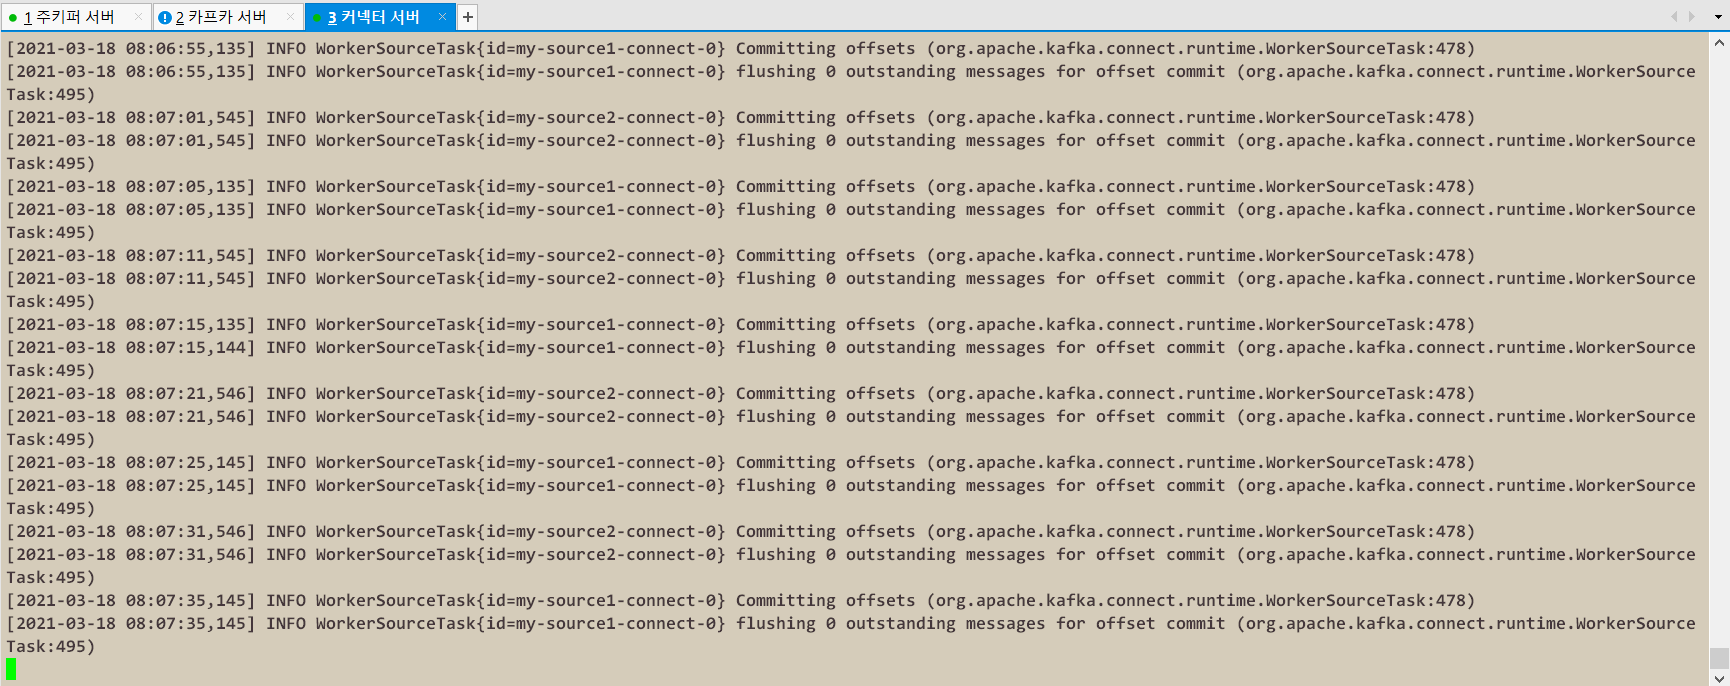 1 주키퍼 서버 2 카프카 서버 3 커넥터 서버
[2021-03-18 08:06:55,135] INFO WorkerSourceTask{id=my-source1-connect-0} Committing offsets (org.apache.kafka.connect.runtime.WorkerSourceTask:478)
[2021-03-18 08:06:55,135] INFO WorkerSourceTask{id=my-source1-connect-0} flushing 0 outstanding messages for offset commit (org.apache.kafka.connect.runtime.WorkerSource
Task:495)
[2021-03-18 08:07:01,545] INFO WorkerSourceTask{id=my-source2-connect-0} Committing offsets (org.apache.kafka.connect.runtime.WorkerSourceTask:478)
[2021-03-18 08:07:01,545] INFO WorkerSourceTask{id=my-source2-connect-0} flushing 0 outstanding messages for offset commit (org.apache.kafka.connect.runtime.WorkerSource
Task:495)
[2021-03-18 08:07:05,135] INFO WorkerSourceTask{id=my-source1-connect-0} Committing offsets (org.apache.kafka.connect.runtime.WorkerSourceTask:478)
[2021-03-18 08:07:05,135] INFO WorkerSourceTask{id=my-source1-connect-0} flushing 0 outstanding messages for offset commit (org.apache.kafka.connect.runtime.WorkerSource
Task:495)
[2021-03-18 08:07:11,545] INFO WorkerSourceTask{id=my-source2-connect-0} Committing offsets (org.apache.kafka.connect.runtime.WorkerSourceTask:478)
[2021-03-18 08:07:11,545] INFO WorkerSourceTask{id=my-source2-connect-0} flushing 0 outstanding messages for offset commit (org.apache.kafka.connect.runtime.WorkerSource
Task:495)
[2021-03-18 08:07:15,135] INFO WorkerSourceTask{id=my-source1-connect-0} Committing offsets (org.apache.kafka.connect.runtime.WorkerSourceTask:478)
[2021-03-18 08:07:15,144] INFO WorkerSourceTask{id=my-source1-connect-0} flushing 0 outstanding messages for offset commit (org.apache.kafka.connect.runtime.WorkerSource
Task:495)
[2021-03-18 08:07:21,546] INFO WorkerSourceTask{id=my-source2-connect-0} Committing offsets (org.apache.kafka.connect.runtime.WorkerSourceTask:478)
[2021-03-18 08:07:21,546] INFO WorkerSourceTask{id=my-source2-connect-0} flushing 0 outstanding messages for offset commit (org.apache.kafka.connect.runtime.WorkerSource
Task:495)
[2021-03-18 08:07:25,145] INFO WorkerSourceTask{id=my-source1-connect-0} Committing offsets (org.apache.kafka.connect.runtime.WorkerSourceTask:478)
[2021-03-18 08:07:25,145] INFO WorkerSourceTask{id=my-source1-connect-0} flushing 0 outstanding messages for offset commit (org.apache.kafka.connect.runtime.WorkerSource
Task:495)
[2021-03-18 08:07:31,546] INFO WorkerSourceTask{id=my-source2-connect-0} Committing offsets (org.apache.kafka.connect.runtime.WorkerSourceTask:478)
[2021-03-18 08:07:31,546] INFO WorkerSourceTask{id=my-source2-connect-0} flushing 0 outstanding messages for offset commit (org.apache.kafka.connect.runtime.WorkerSource
Task:495)
[2021-03-18 08:07:35,145] INFO WorkerSourceTask{id=my-source1-connect-0} Committing offsets (org.apache.kafka.connect.runtime.WorkerSourceTask:478)
[2021-03-18 08:07:35,145] INFO WorkerSourceTask{id=my-source1-connect-0} flushing 0 outstanding messages for offset commit (org.apache.kafka.connect.runtime.WorkerSource
Task:495)